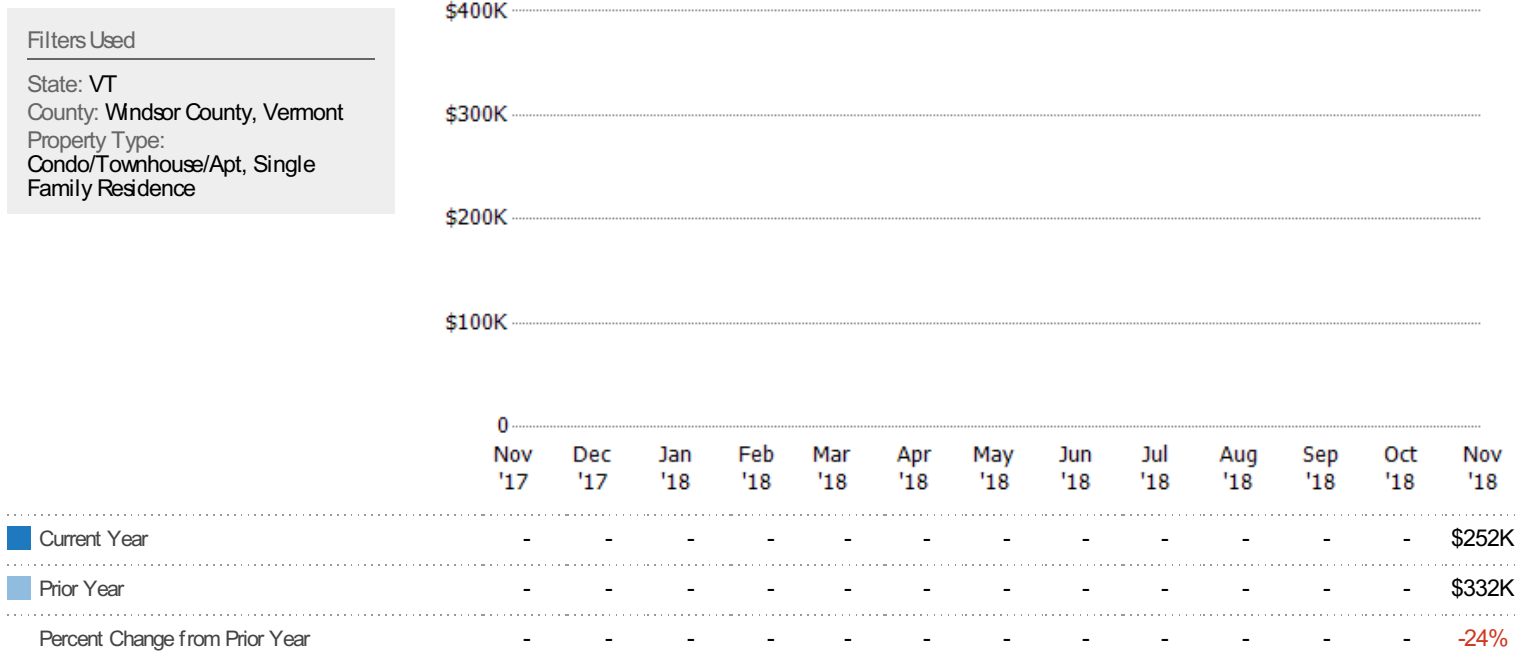 Filters Used
State: VT
County: Windsor County, Vermont
Property Type:
Condo/Townhouse/Apt, Single
Family Residence
$400K
$300K
$200K
$100K
0
Nov Dec Jan Feb Mar Apr May Jun Jul Aug Sep Oct Nov
'17 '17 '18 '18 '18 '18 '18 '18 '18 '18 '18 '18 '18
Current Year - - - - - - - - - - - - $252K
Prior Year - - - - - - - - - - - - $332K
Percent Change from Prior Year - - - - - - - - - - - - -24%